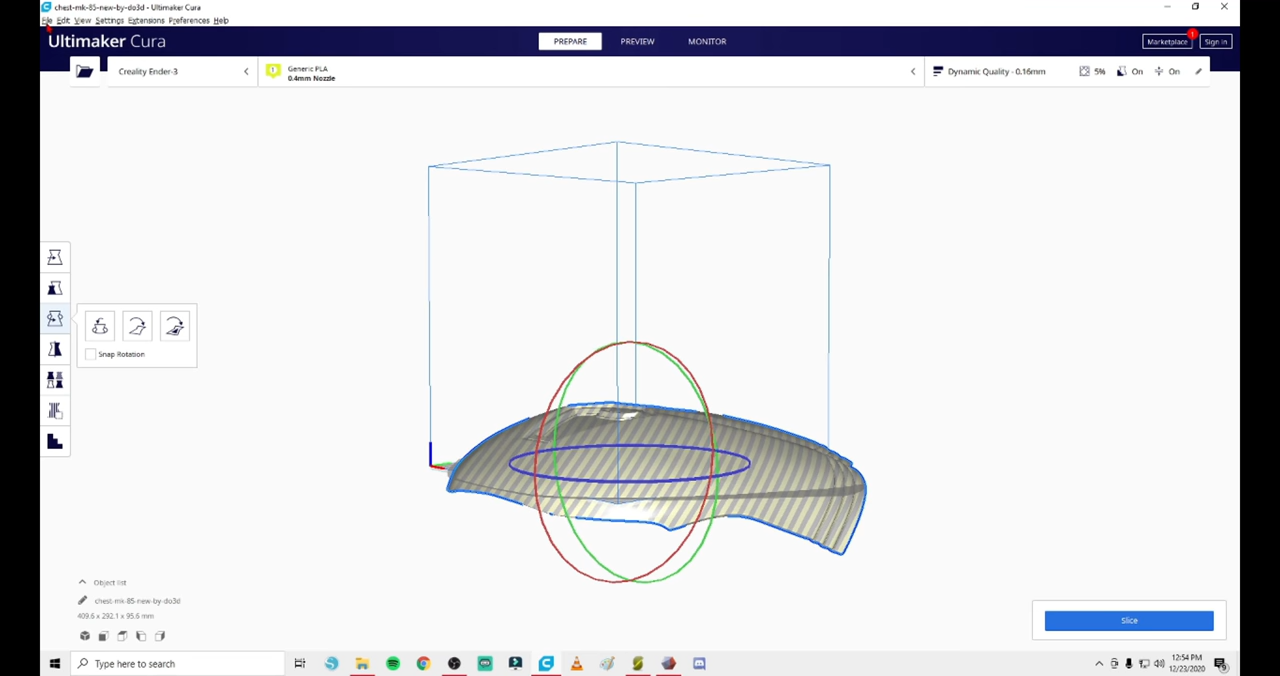 chest-mk-85-new-by-do3d - Ultimaker Cura
File Edit View Settings Extensions Preferences Help
Ultimaker Cura
PREPARE
PREVIEW
MONITOR
Marketplace
1
Sign in
Creality Ender-3
1
Generic PLA
0.4mm Nozzle
Dynamic Quality - 0.16mm
5%
On
On
Snap Rotation
Object list
chest-mk-85-new-by-do3d
409.6 x 292.1 x 95.6 mm
Slice
Type here to search
12:54 PM
12/23/2020